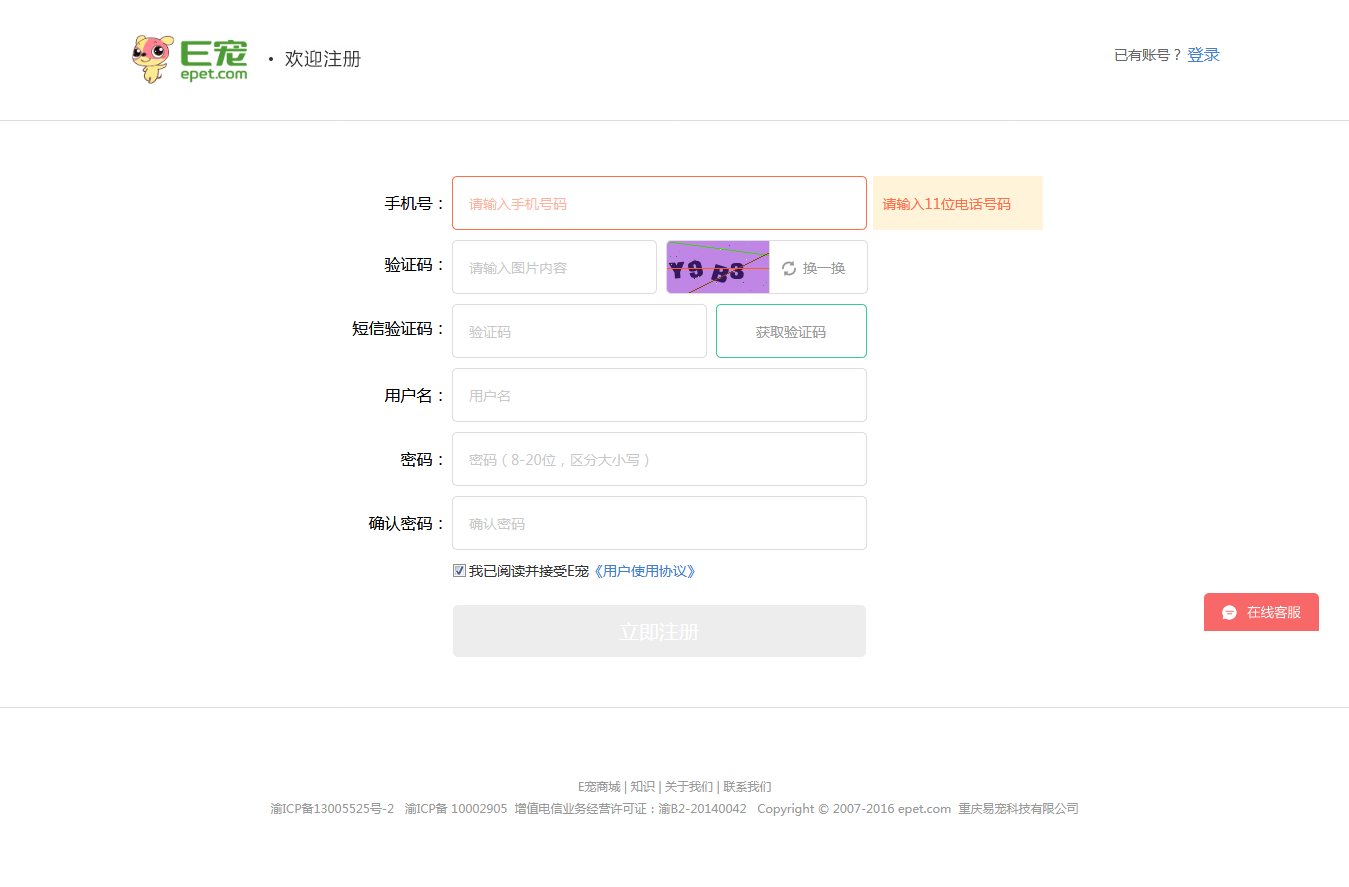 E宠
epet.com
· 欢迎注册
已有账号？登录
手机号：
请输入手机号码
请输入11位电话号码
验证码：
请输入图片内容
换一换
短信验证码：
验证码
获取验证码
用户名：
用户名
密码：
密码（8-20位，区分大小写）
确认密码：
确认密码
我已阅读并接受E宠《用户使用协议》
在线客服
立即注册
E宠商城 | 知识 | 关于我们 | 联系我们
渝ICP备13005525号-2 渝ICP备 10002905 增值电信业务经营许可证：渝B2-20140042 Copyright © 2007-2016 epet.com 重庆易宠科技有限公司